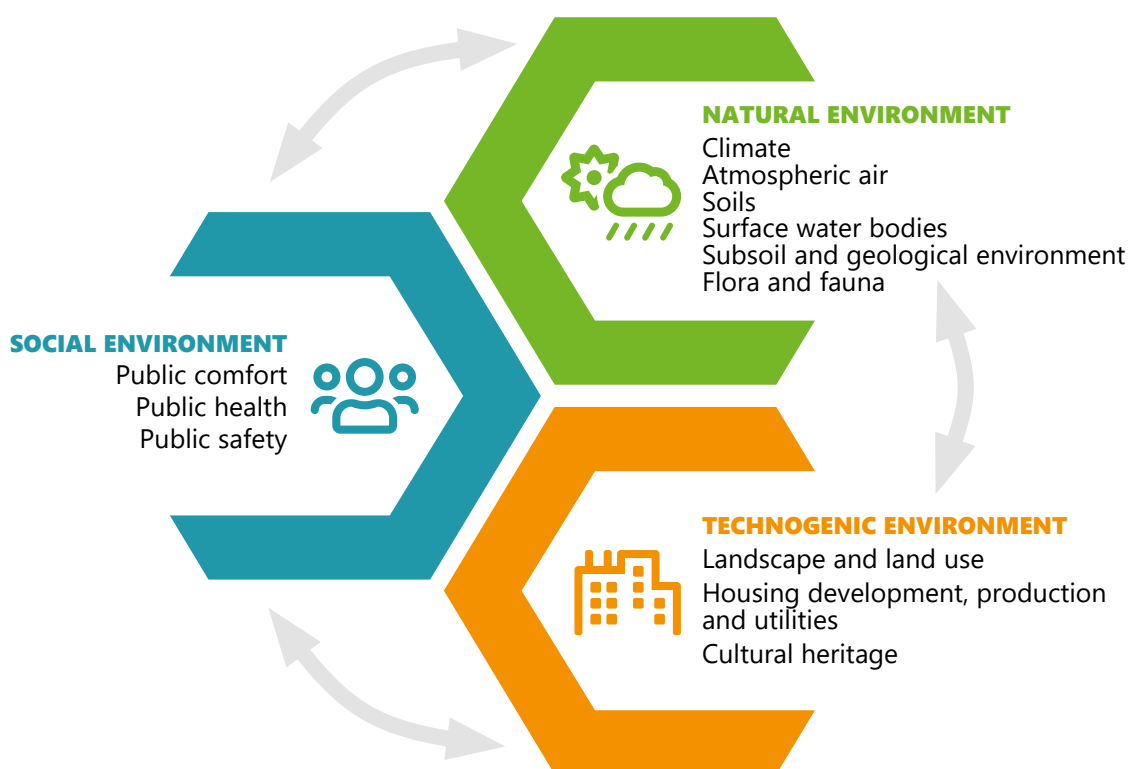 NATURAL ENVIRONMENT
Climate
Atmospheric air
Soils
Surface water bodies
Subsoil and geological environment
Flora and fauna
SOCIAL ENVIRONMENT
Public comfort
Public health
Public safety
TECHNOGENIC ENVIRONMENT
Landscape and land use
Housing development, production
and utilities
Cultural heritage